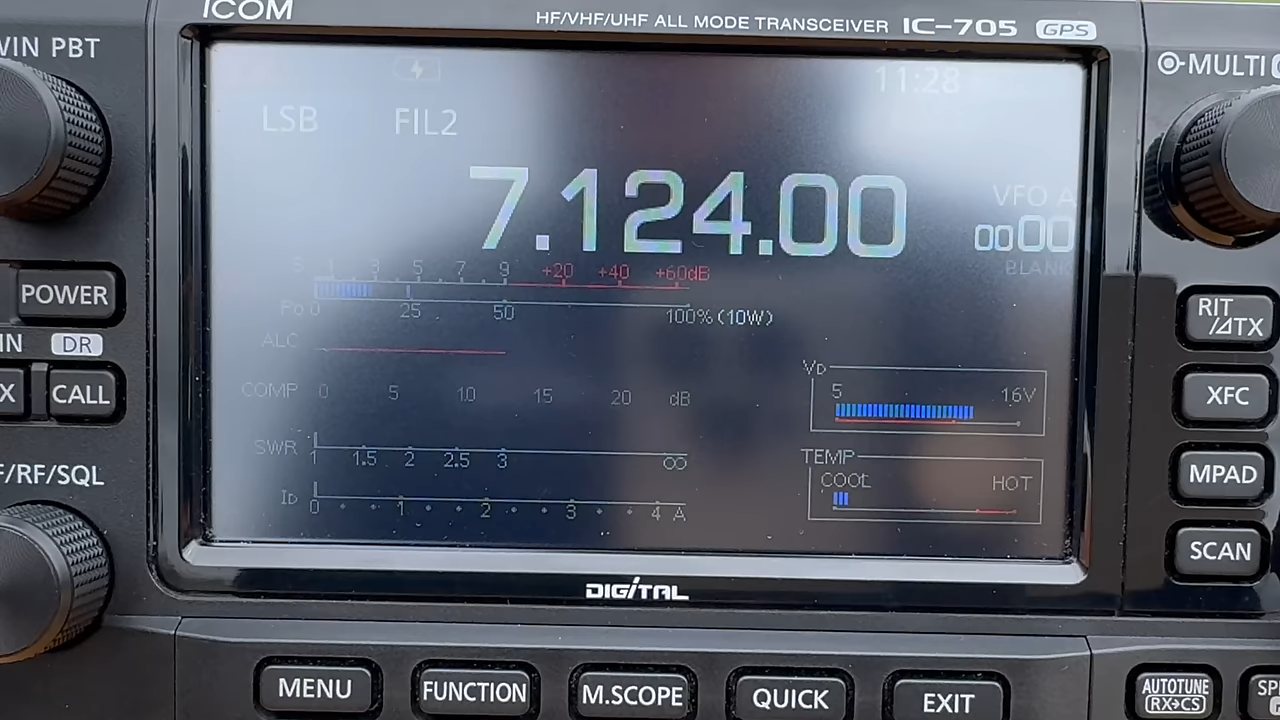 ICOM
HF/VHF/UHF ALL MODE TRANSCEIVER IC-705 GPS
WIN PBT
MULTI
11:28
LSB FIL2
7.124.00
VFO A
0000
BLANK
S 1 3 5 7 9 +20 +40 +60dB
Po 0 25 50 100% (10W)
ALC
COMP 0 5 10 15 20 dB
SWR 1 1.5 2 2.5 3 ∞
ID 0 1 2 3 4 A
VD
5 16V
TEMP
COOL HOT
POWER
DR
CALL
F/RF/SQL
RIT
/⊿TX
XFC
MPAD
SCAN
DIGITAL
MENU FUNCTION M.SCOPE QUICK EXIT
AUTOTUNE
RX→CS